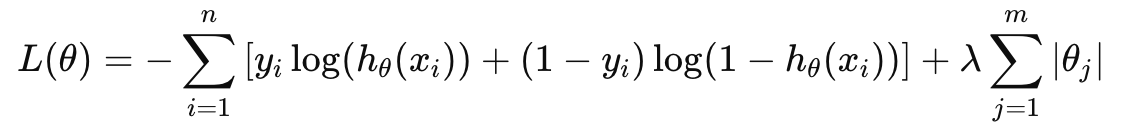 L(θ) = − ∑_{i=1}^{n} [y_i log(h_θ(x_i)) + (1 − y_i) log(1 − h_θ(x_i))] + λ ∑_{j=1}^{m} |θ_j|